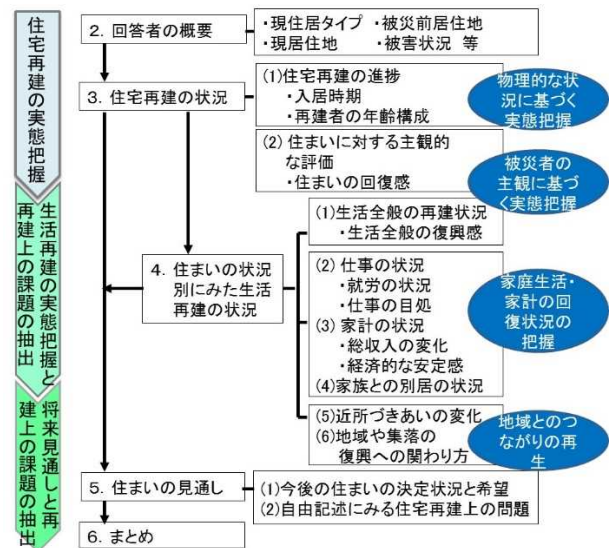 住宅再建の実態把握
生活再建の実態把握と
再建上の課題の抽出
将来見通しと再
建上の課題の抽出
2. 回答者の概要
・現住居タイプ ・被災前居住地
・現居住地 ・被害状況 等
3. 住宅再建の状況
(1)住宅再建の進捗
・入居時期
・再建者の年齢構成
物理的な状
況に基づく
実態把握
(2) 住まいに対する主観的
な評価
・住まいの回復感
被災者の
主観に基づ
く実態把握
4. 住まいの状況
別にみた生活
再建の状況
(1)生活全般の再建状況
・生活全般の復興感
(2) 仕事の状況
・就労の状況
・仕事の目処
(3) 家計の状況
・総収入の変化
・経済的な安定感
(4)家族との別居の状況
家庭生活・
家計の回
復状況の
把握
(5)近所づきあいの変化
(6)地域や集落の
復興への関わり方
地域とのつ
ながりの再
生
5. 住まいの見通し
(1)今後の住まいの決定状況と希望
(2)自由記述にみる住宅再建上の問題
6. まとめ